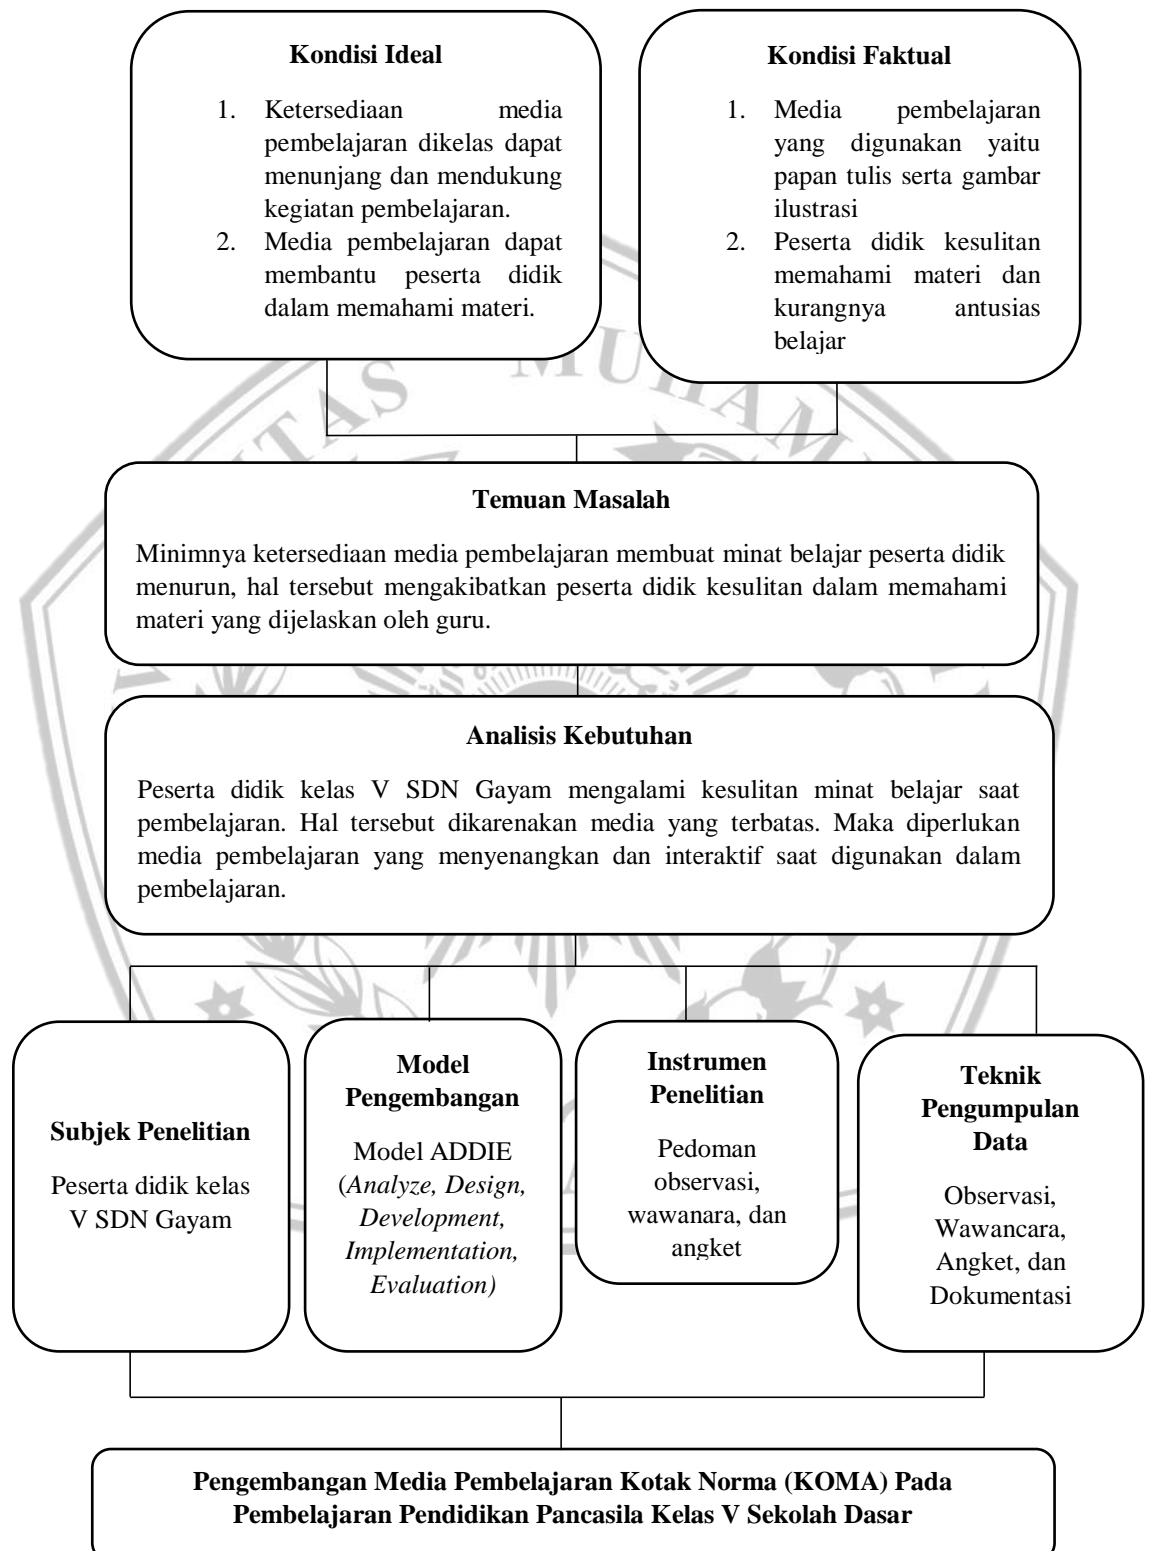 Kondisi Ideal
1. Ketersediaan media
pembelajaran dikelas dapat
menunjang dan mendukung
kegiatan pembelajaran.
2. Media pembelajaran dapat
membantu peserta didik
dalam memahami materi.
Kondisi Faktual
1. Media pembelajaran
yang digunakan yaitu
papan tulis serta gambar
ilustrasi
2. Peserta didik kesulitan
memahami materi dan
kurangnya antusias
belajar
Temuan Masalah
Minimnya ketersediaan media pembelajaran membuat minat belajar peserta didik
menurun, hal tersebut mengakibatkan peserta didik kesulitan dalam memahami
materi yang dijelaskan oleh guru.
Analisis Kebutuhan
Peserta didik kelas V SDN Gayam mengalami kesulitan minat belajar saat
pembelajaran. Hal tersebut dikarenakan media yang terbatas. Maka diperlukan
media pembelajaran yang menyenangkan dan interaktif saat digunakan dalam
pembelajaran.
Subjek Penelitian
Peserta didik kelas
V SDN Gayam
Model
Pengembangan
Model ADDIE
(Analyze, Design,
Development,
Implementation,
Evaluation)
Instrumen
Penelitian
Pedoman
observasi,
wawanara, dan
angket
Teknik
Pengumpulan
Data
Observasi,
Wawancara,
Angket, dan
Dokumentasi
Pengembangan Media Pembelajaran Kotak Norma (KOMA) Pada
Pembelajaran Pendidikan Pancasila Kelas V Sekolah Dasar